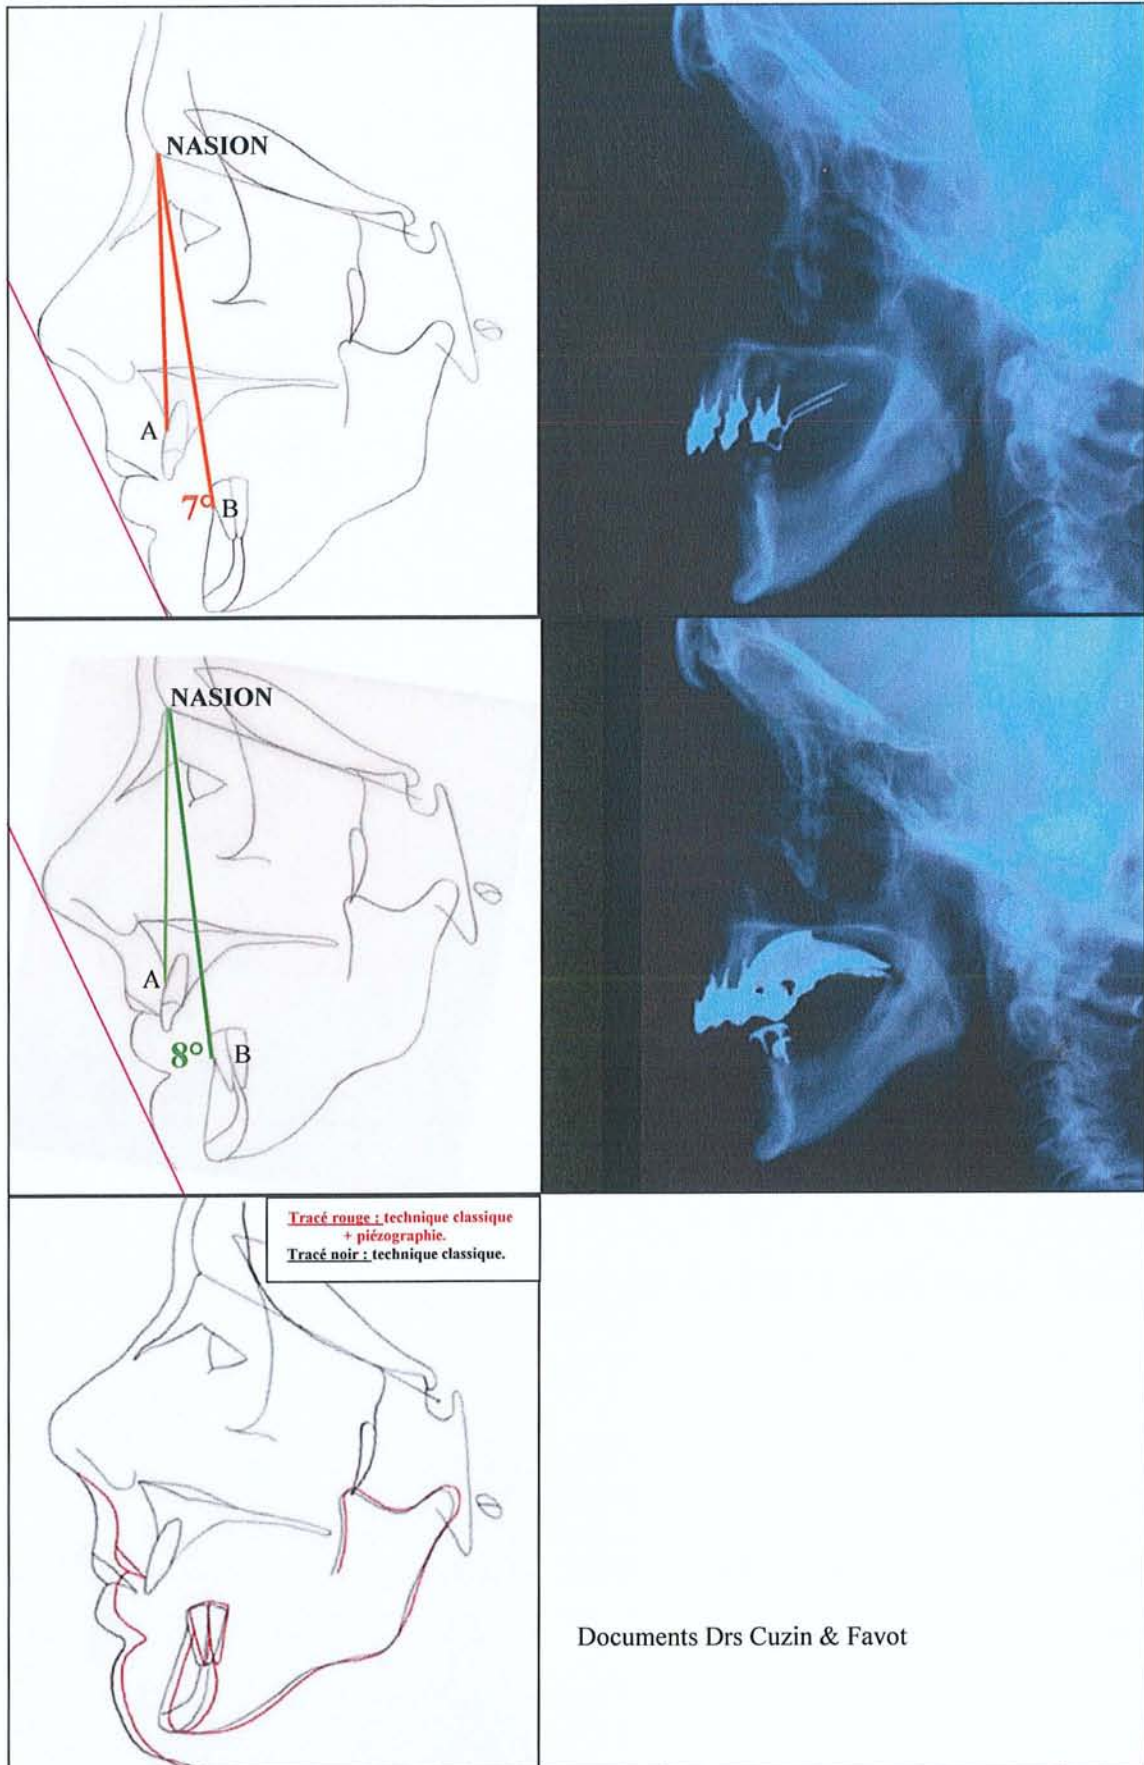 NASION
A
7° B
NASION
A
8° B
Tracé rouge : technique classique
+ piézographie.
Tracé noir : technique classique.
Documents Drs Cuzin & Favot